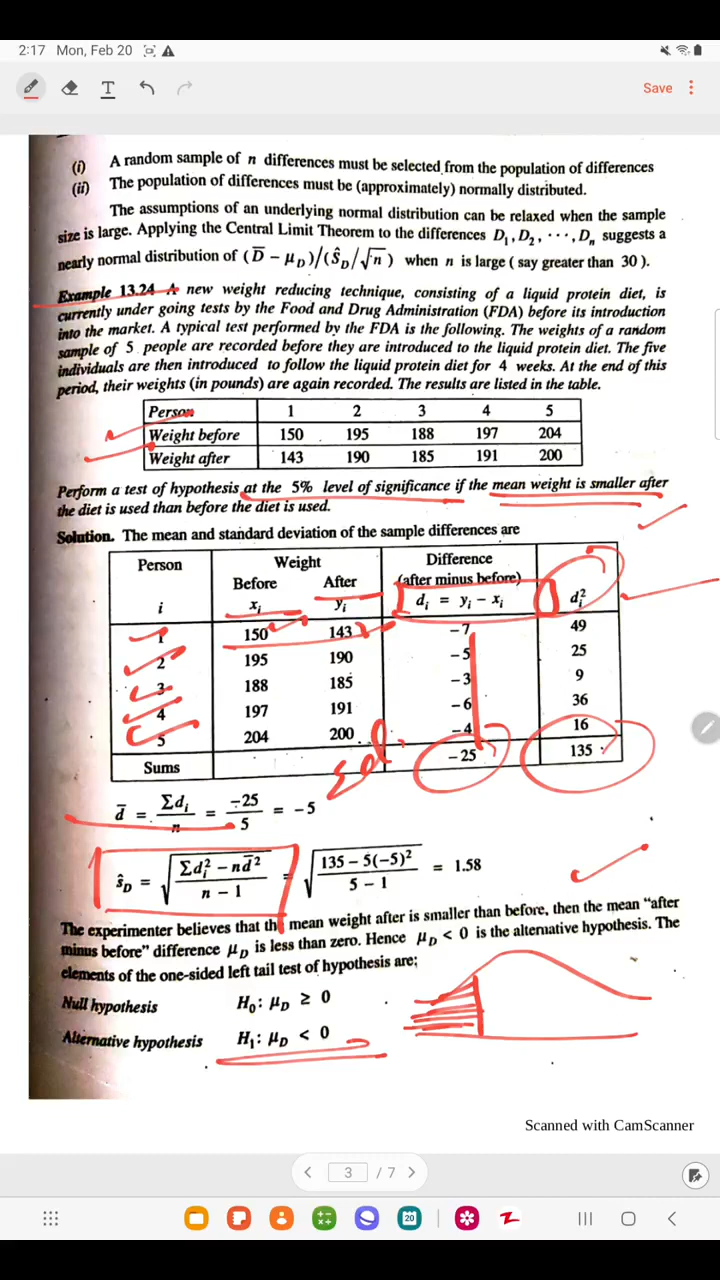 2:17 Mon, Feb 20
T
Save
(i) A random sample of n differences must be selected from the population of differences
(ii) The population of differences must be (approximately) normally distributed.
The assumptions of an underlying normal distribution can be relaxed when the sample
size is large. Applying the Central Limit Theorem to the differences D₁, D₂, ···, Dₙ suggests a
nearly normal distribution of (D̄ − μ_D)/(Ŝ_D/√n) when n is large ( say greater than 30 ).
Example 13.24 A new weight reducing technique, consisting of a liquid protein diet, is
currently under going tests by the Food and Drug Administration (FDA) before its introduction
into the market. A typical test performed by the FDA is the following. The weights of a random
sample of 5 people are recorded before they are introduced to the liquid protein diet. The five
individuals are then introduced to follow the liquid protein diet for 4 weeks. At the end of this
period, their weights (in pounds) are again recorded. The results are listed in the table.
Person 1 2 3 4 5
Weight before 150 195 188 197 204
Weight after 143 190 185 191 200
Perform a test of hypothesis at the 5% level of significance if the mean weight is smaller after
the diet is used than before the diet is used.
Solution. The mean and standard deviation of the sample differences are
Person Weight Difference
Before After (after minus before)
i xᵢ yᵢ dᵢ = yᵢ − xᵢ dᵢ²
1 150 143 −7 49
2 195 190 −5 25
3 188 185 −3 9
4 197 191 −6 36
5 204 200 −4 16
Sums −25 135
Σdᵢ
d̄ = Σdᵢ/n = −25/5 = −5
ŝ_D = √((Σdᵢ² − nd̄²)/(n − 1)) = √((135 − 5(−5)²)/(5 − 1)) = 1.58
The experimenter believes that the mean weight after is smaller than before, then the mean "after
minus before" difference μ_D is less than zero. Hence μ_D < 0 is the alternative hypothesis. The
elements of the one-sided left tail test of hypothesis are;
Null hypothesis H₀: μ_D ≥ 0
Alternative hypothesis H₁: μ_D < 0
Scanned with CamScanner
3 / 7
20